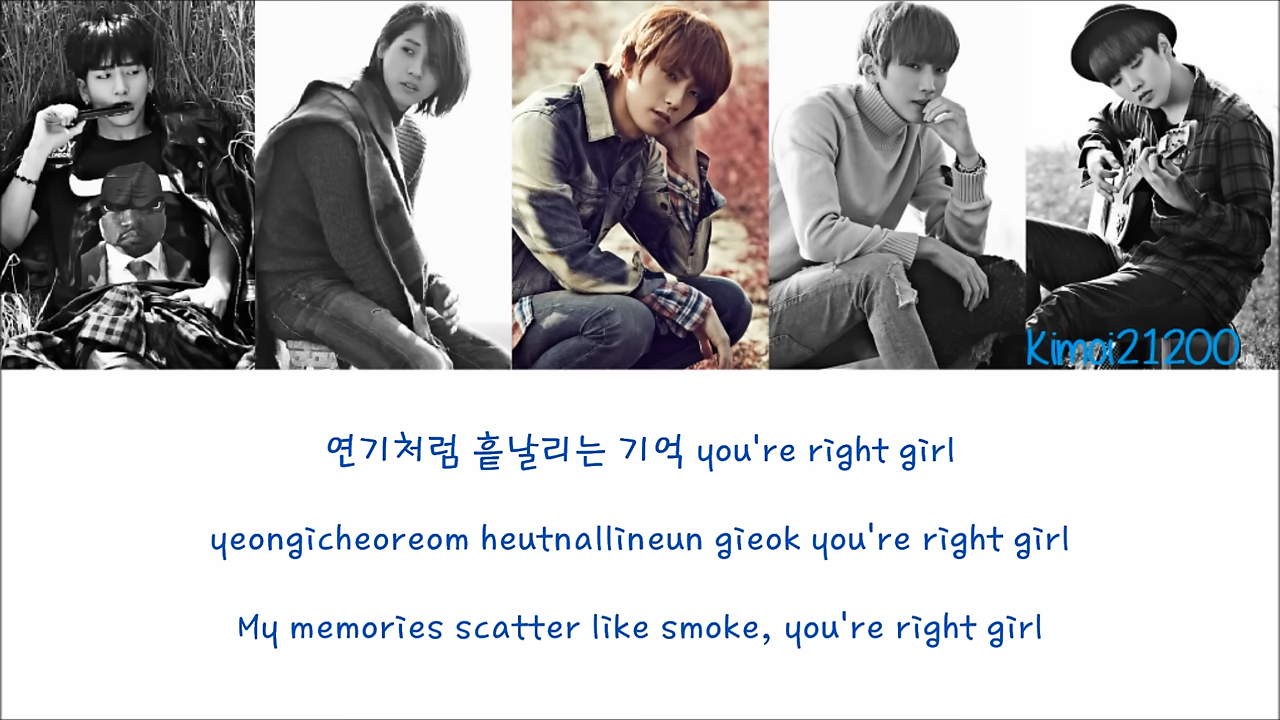 Kimoi21200
연기처럼 흩날리는 기억 you're right girl
yeongicheoreom heutnallineun gieok you're right girl
My memories scatter like smoke, you're right girl